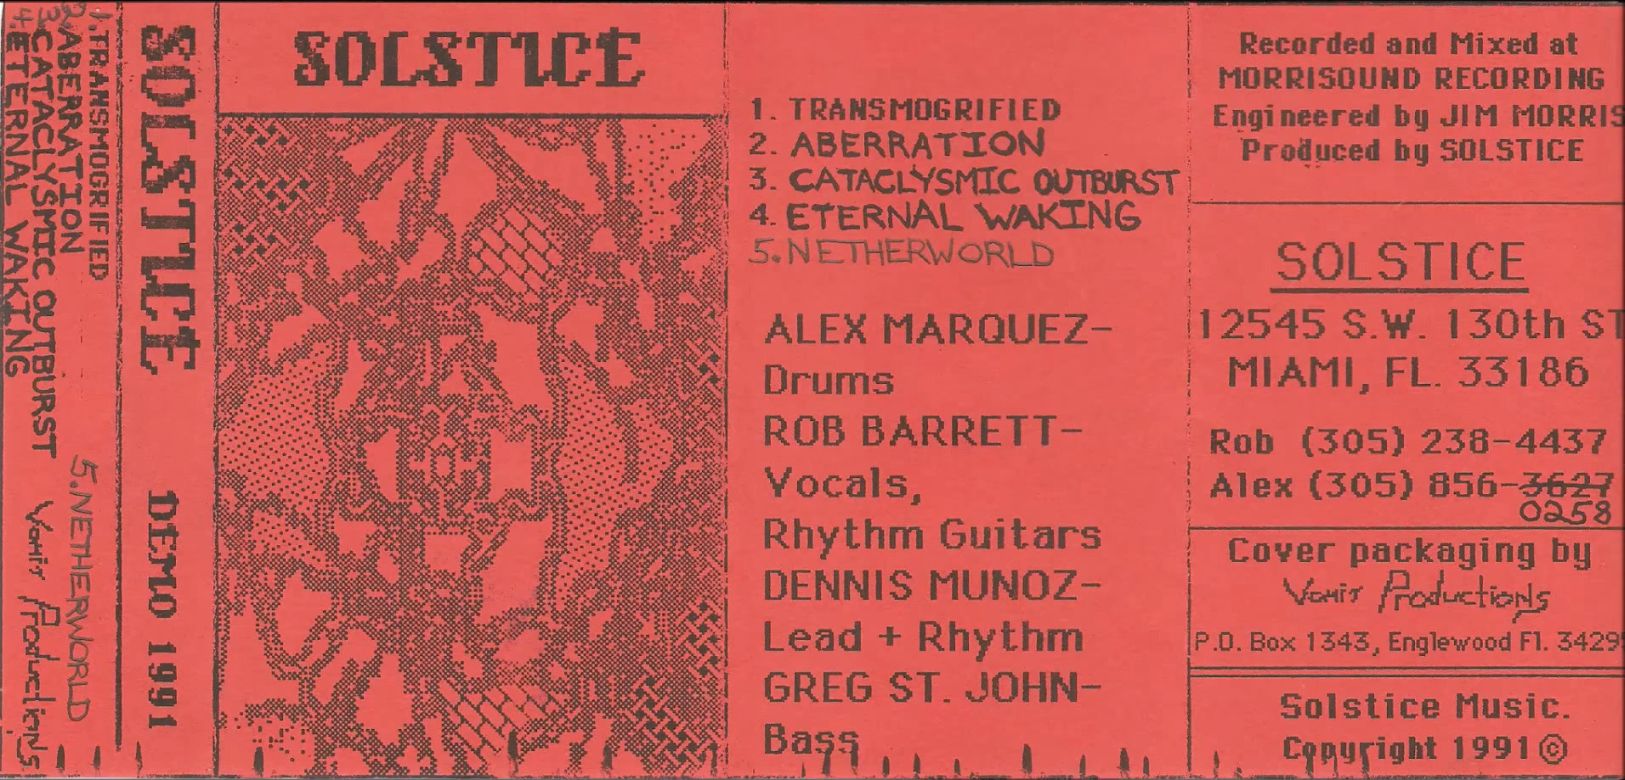 1. TRANSMOGRIFIED
2. ABERRATION
3. CATACLYSMIC OUTBURST
4. ETERNAL WAKING
5. NETHERWORLD
Vomit Productions
SOLSTICE
DEMO 1991
SOLSTICE
1. TRANSMOGRIFIED
2. ABERRATION
3. CATACLYSMIC OUTBURST
4. ETERNAL WAKING
5. NETHERWORLD
ALEX MARQUEZ-
Drums
ROB BARRETT-
Vocals,
Rhythm Guitars
DENNIS MUNOZ-
Lead + Rhythm
GREG ST. JOHN-
Bass
Recorded and Mixed at
MORRISOUND RECORDING
Engineered by JIM MORRIS
Produced by SOLSTICE
SOLSTICE
12545 S.W. 130th ST
MIAMI, FL. 33186
Rob (305) 238-4437
Alex (305) 856-3627
0258
Cover packaging by
Vomit Productions
P.O. Box 1343, Englewood Fl. 3429
Solstice Music.
Copyright 1991 ©